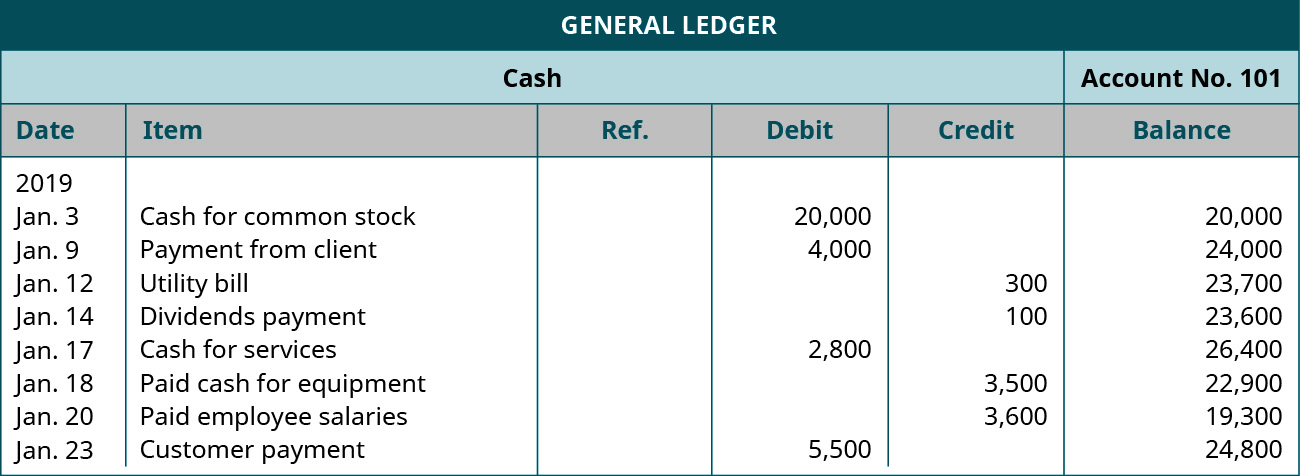 GENERAL LEDGER
Cash Account No. 101
Date Item Ref. Debit Credit Balance
2019
Jan. 3 Cash for common stock 20,000 20,000
Jan. 9 Payment from client 4,000 24,000
Jan. 12 Utility bill 300 23,700
Jan. 14 Dividends payment 100 23,600
Jan. 17 Cash for services 2,800 26,400
Jan. 18 Paid cash for equipment 3,500 22,900
Jan. 20 Paid employee salaries 3,600 19,300
Jan. 23 Customer payment 5,500 24,800